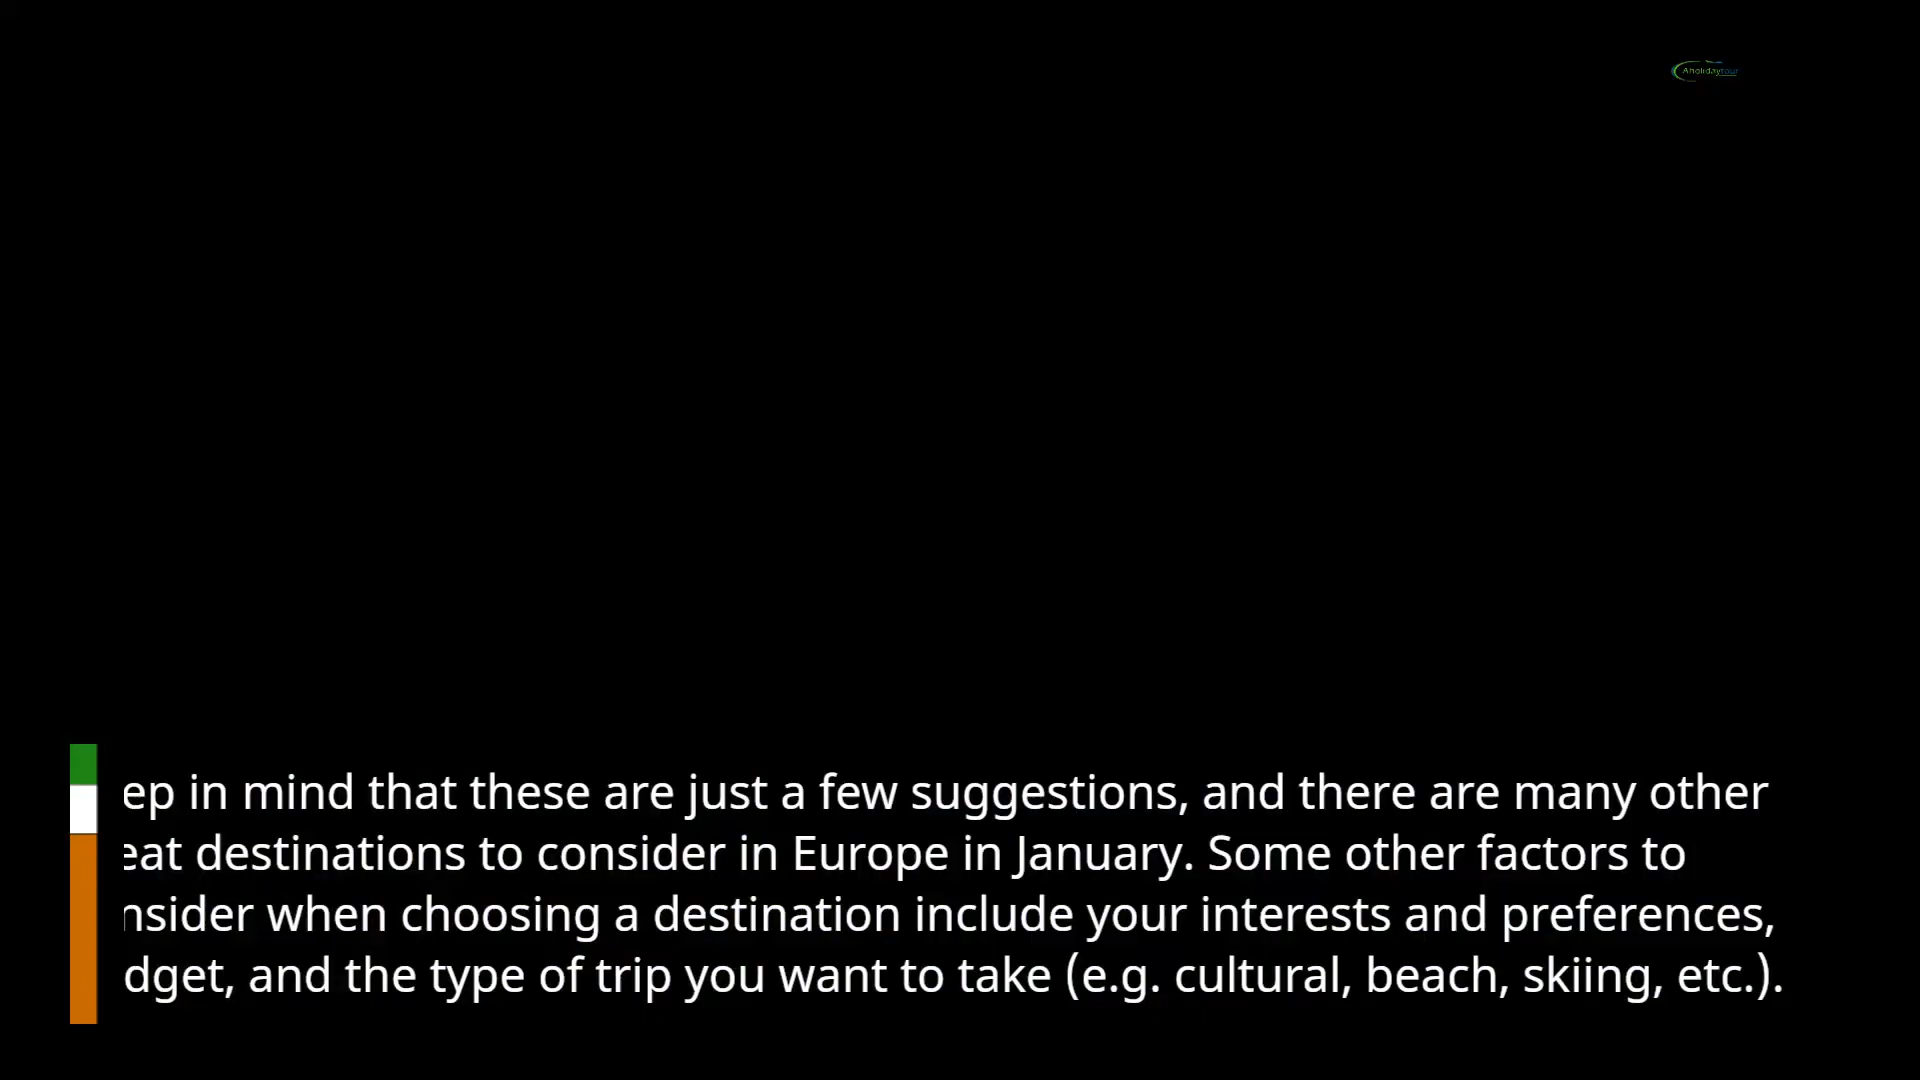 Aholidaytour
ep in mind that these are just a few suggestions, and there are many other
eat destinations to consider in Europe in January. Some other factors to
nsider when choosing a destination include your interests and preferences,
dget, and the type of trip you want to take (e.g. cultural, beach, skiing, etc.).